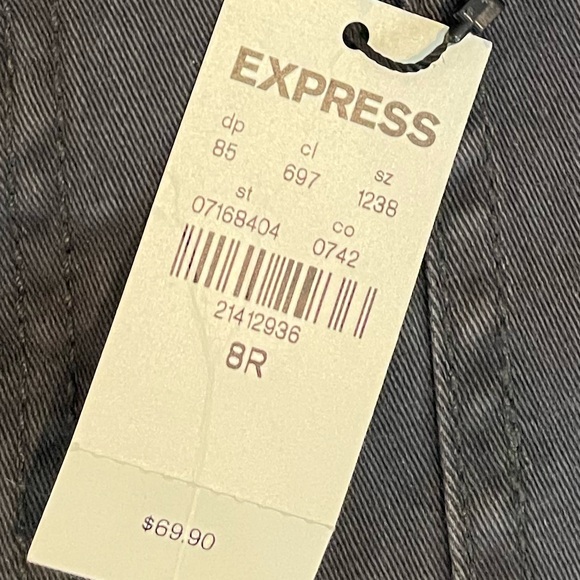 EXPRESS
dp cl sz
85 697 1238
st co
07168404 0742
21412936
8R
$69.90